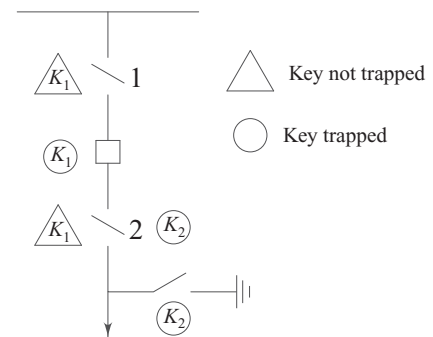 K1 1
Key not trapped
K1
Key trapped
K1 2 K2
K2